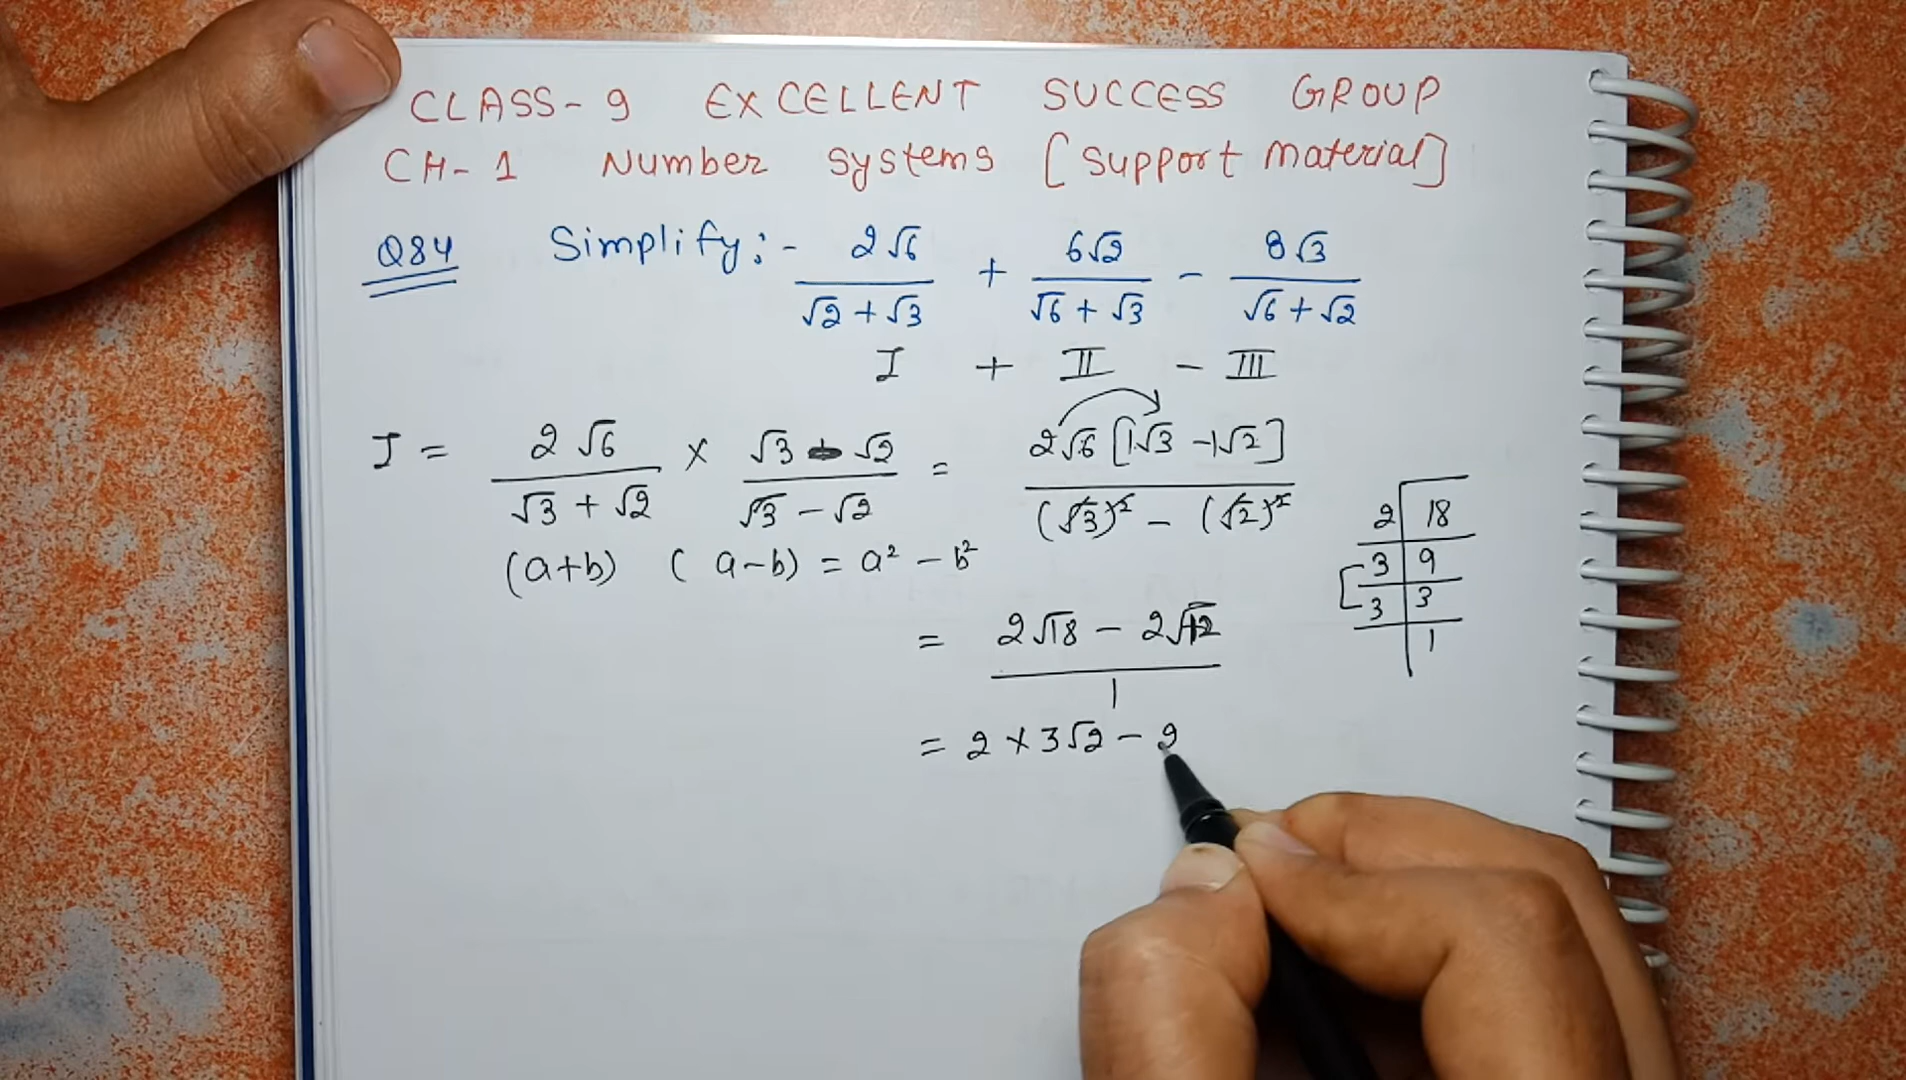 CLASS-9 EXCELLENT SUCCESS GROUP
CH-1 Number systems [support material]
Q84 Simplify:- 2√6/(√2+√3) + 6√2/(√6+√3) - 8√3/(√6+√2)
I + II - III
I = 2√6/(√3+√2) × (√3-√2)/(√3-√2) = 2√6[1√3-1√2]/((√3)²-(√2)²)
(a+b) (a-b) = a²-b²
= (2√18 - 2√12)/1
= 2×3√2-2
2 18
3 9
3 3
1